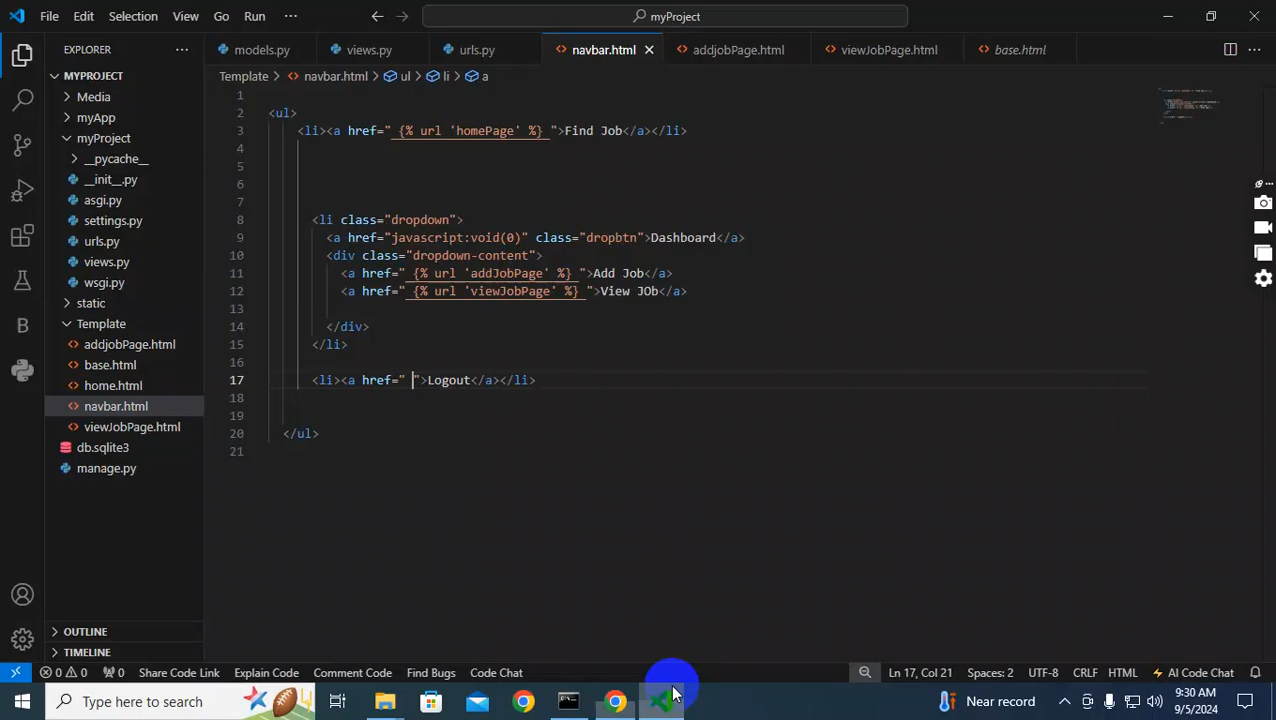 File Edit Selection View Go Run ··· myProject
EXPLORER ···
models.py views.py urls.py navbar.html addjobPage.html viewJobPage.html base.html
MYPROJECT
Media
myApp
myProject
__pycache__
__init__.py
asgi.py
settings.py
urls.py
views.py
wsgi.py
static
Template
addjobPage.html
base.html
home.html
navbar.html
viewJobPage.html
db.sqlite3
manage.py
OUTLINE
TIMELINE
Template > navbar.html > ul > li > a
1
2 <ul>
3 <li><a href=" {% url 'homePage' %} ">Find Job</a></li>
4
5
6
7
8 <li class="dropdown">
9 <a href="javascript:void(0)" class="dropbtn">Dashboard</a>
10 <div class="dropdown-content">
11 <a href=" {% url 'addJobPage' %} ">Add Job</a>
12 <a href=" {% url 'viewJobPage' %} ">View JOb</a>
13
14 </div>
15 </li>
16
17 <li><a href=" ">Logout</a></li>
18
19
20 </ul>
21
0 0 0 Share Code Link Explain Code Comment Code Find Bugs Code Chat Ln 17, Col 21 Spaces: 2 UTF-8 CRLF HTML AI Code Chat
Type here to search Near record 9:30 AM
9/5/2024